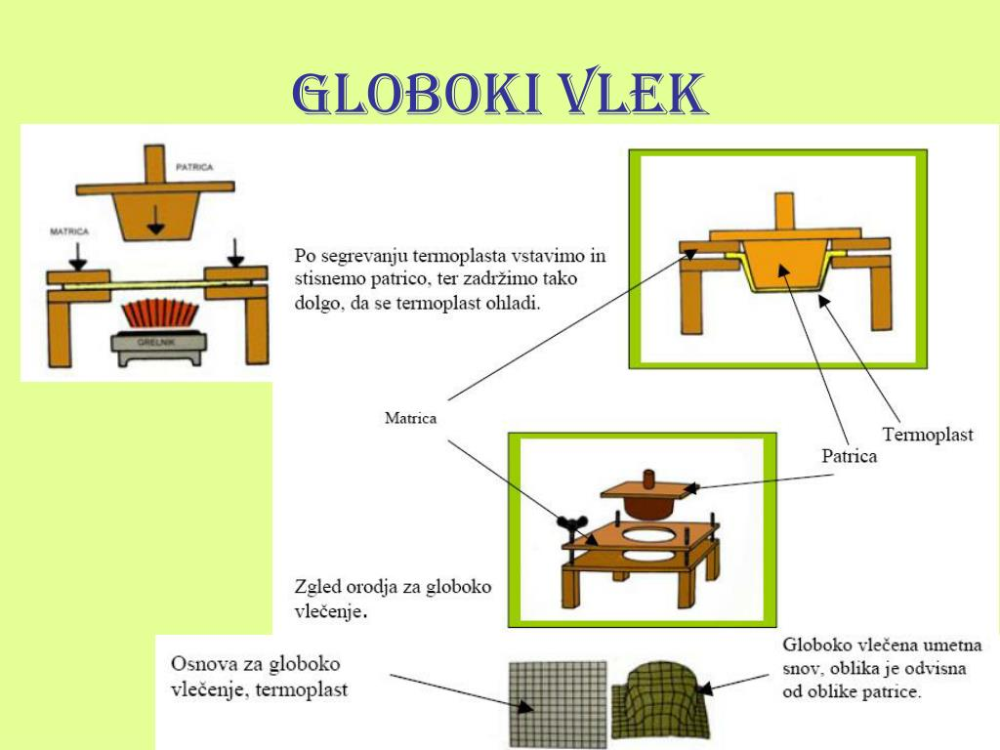 GLOBOKI VLEK
PATRICA
MATRICA
GRELNIK
Po segrevanju termoplasta vstavimo in
stisnemo patrico, ter zadržimo tako
dolgo, da se termoplast ohladi.
Matrica
Termoplast
Patrica
Zgled orodja za globoko
vlečenje.
Osnova za globoko
vlečenje, termoplast
Globoko vlečena umetna
snov, oblika je odvisna
od oblike patrice.